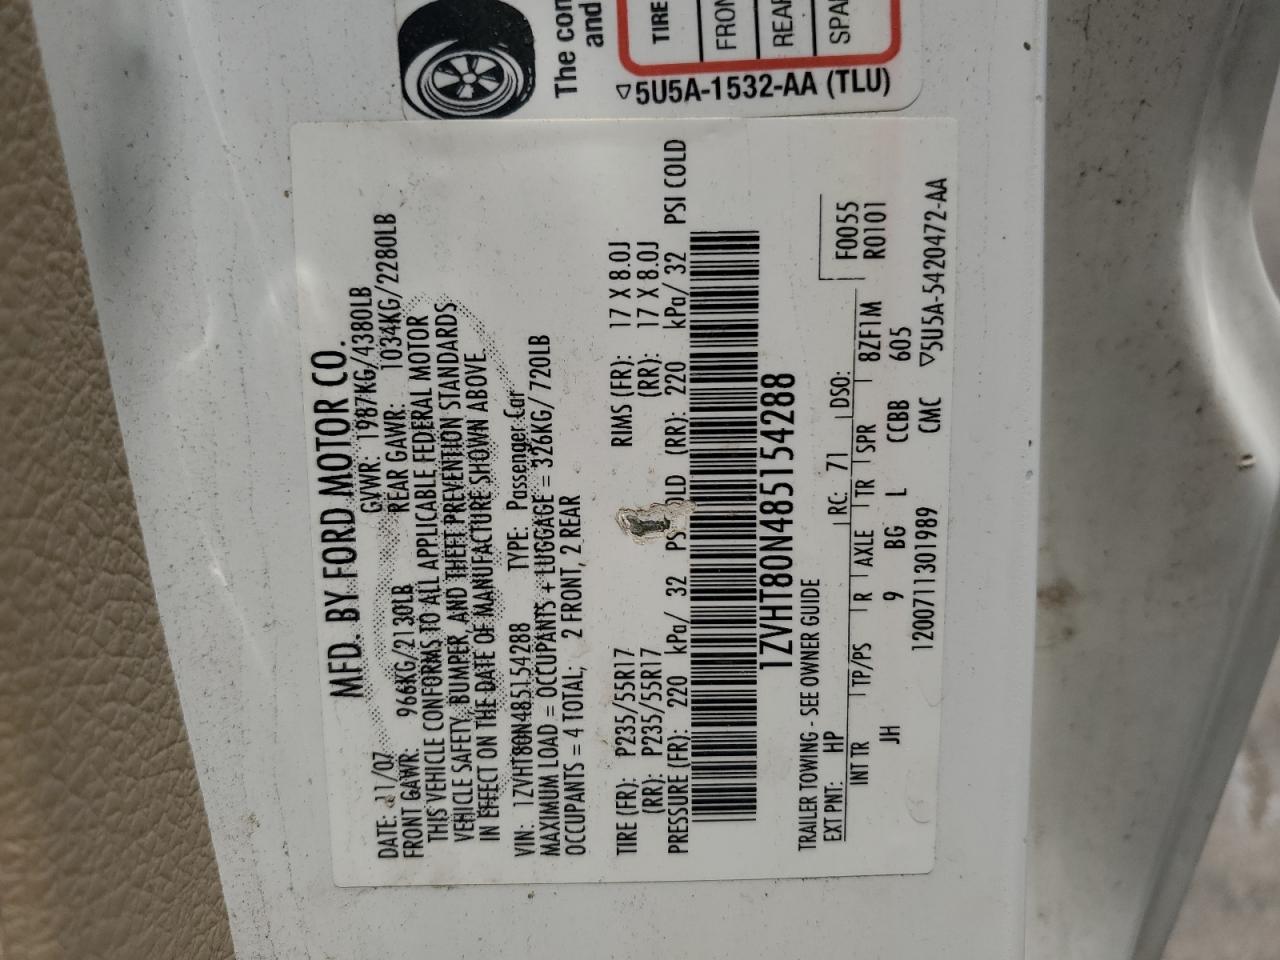 The con
and
TIRE
FRON
REAR
SPAR
▽5U5A-1532-AA (TLU)
MFD. BY FORD MOTOR CO.
DATE: 11/07 GVWR: 1987KG/4380LB
FRONT GAWR: 966KG/2130LB REAR GAWR: 1034KG/2280LB
THIS VEHICLE CONFORMS TO ALL APPLICABLE FEDERAL MOTOR
VEHICLE SAFETY, BUMPER, AND THEFT PREVENTION STANDARDS
IN EFFECT ON THE DATE OF MANUFACTURE SHOWN ABOVE.
VIN: 1ZVHT80N485154288 TYPE: Passenger Car
MAXIMUM LOAD = OCCUPANTS + LUGGAGE = 326KG/ 720LB
OCCUPANTS = 4 TOTAL; 2 FRONT, 2 REAR
TIRE (FR): P235/55R17 RIMS (FR): 17 X 8.0J
(RR): P235/55R17 (RR): 17 X 8.0J
PRESSURE (FR): 220 kPa/ 32 PS OLD (RR): 220 kPa/ 32 PSI COLD
1ZVHT80N485154288
TRAILER TOWING - SEE OWNER GUIDE
EXT PNT: HP RC: 71 DSO: F0055
INT TR TP/PS R AXLE TR SPR 8ZF1M R0101
JH 9 BG L CCBB 605
1200711301989 CMC ▽5U5A-5420472-AA